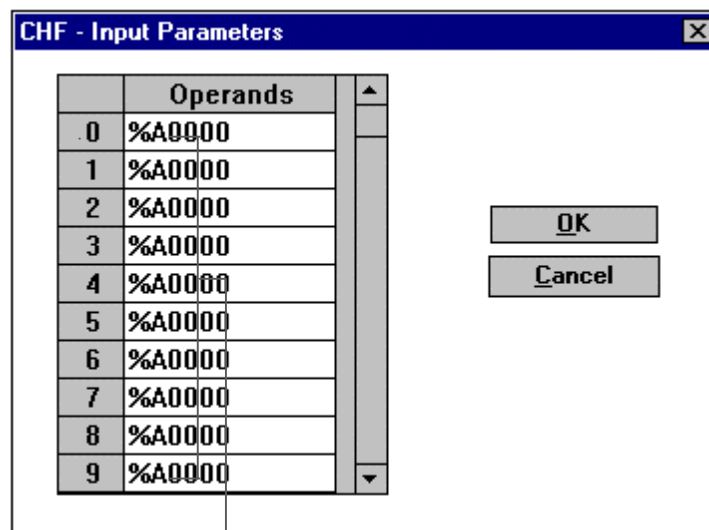 CHF - Input Parameters
Operands
0 %A0000
1 %A0000
2 %A0000
3 %A0000
4 %A0000
5 %A0000
6 %A0000
7 %A0000
8 %A0000
9 %A0000
OK
Cancel